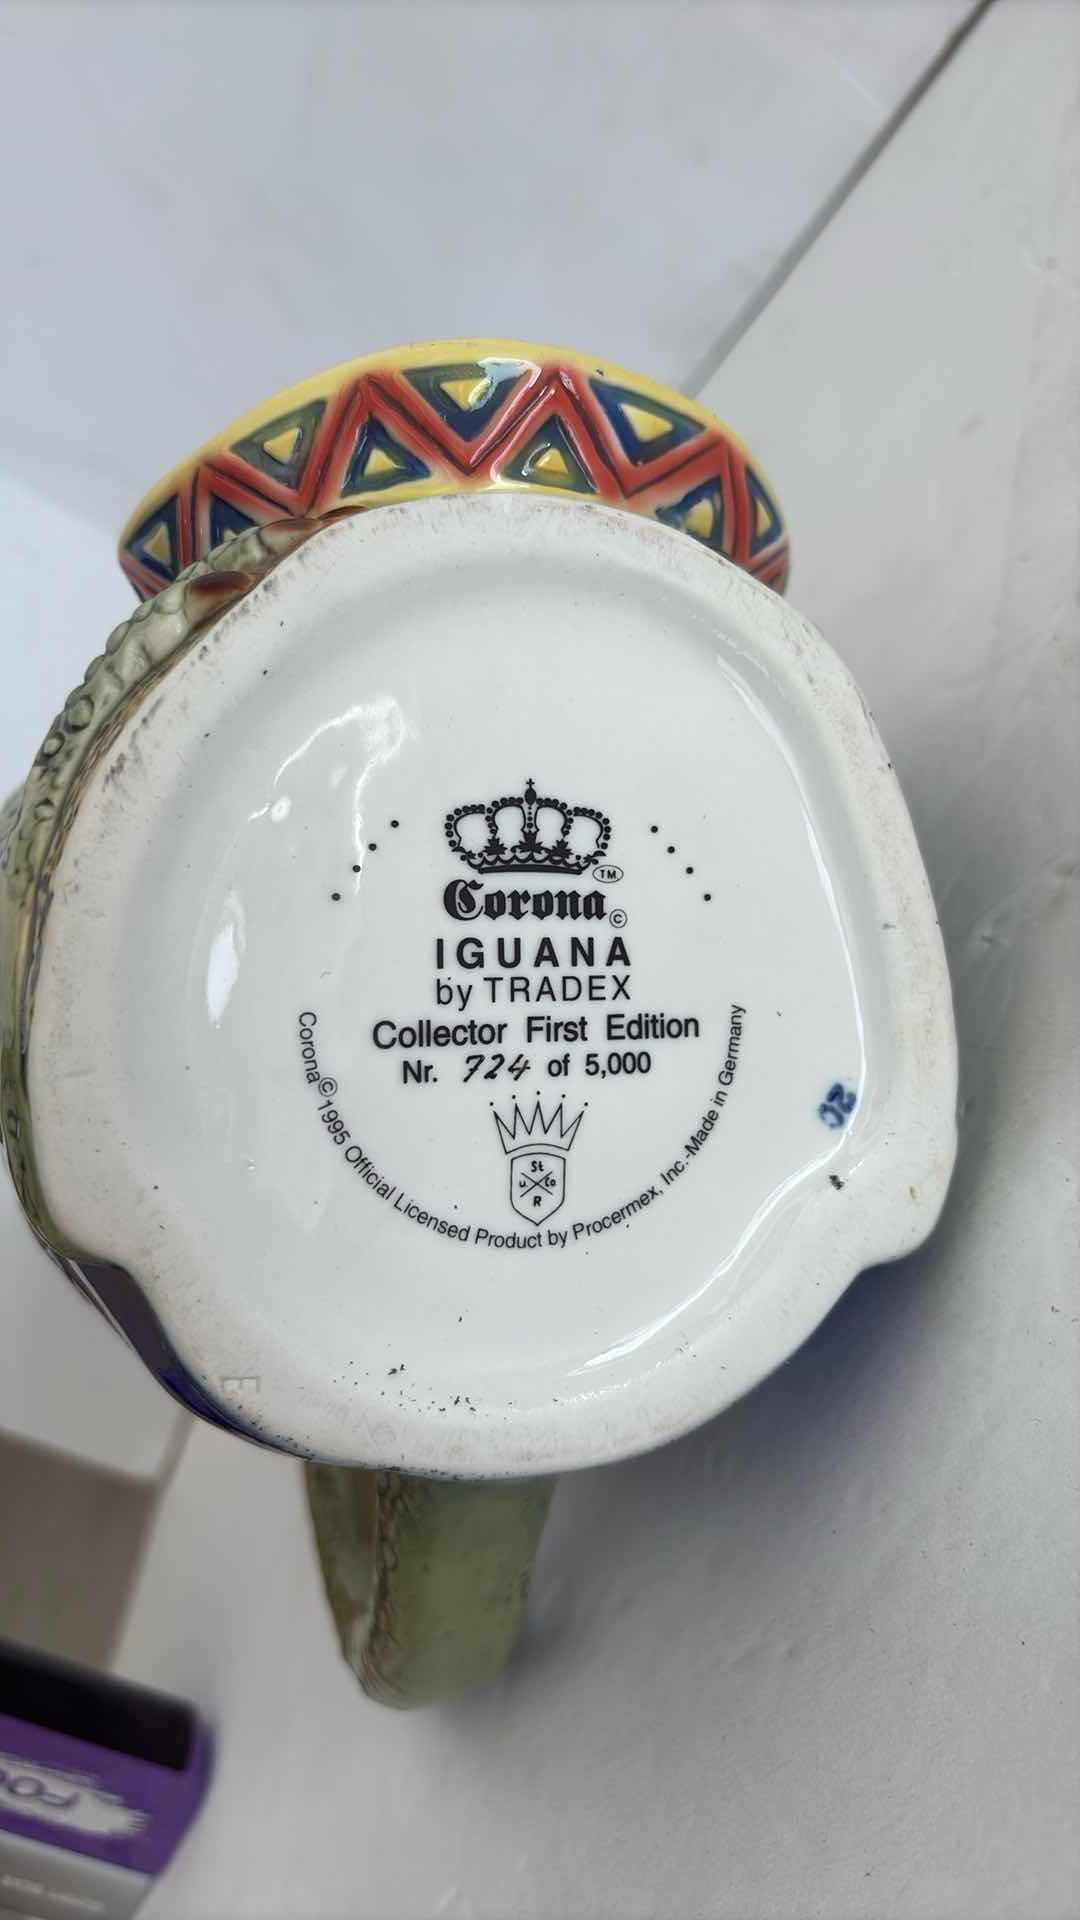 TM
Corona©
IGUANA
by TRADEX
Collector First Edition
Nr. 724 of 5,000
St
u. Co
R
Corona©1995 Official Licensed Product by Procermex, Inc.-Made in Germany
20